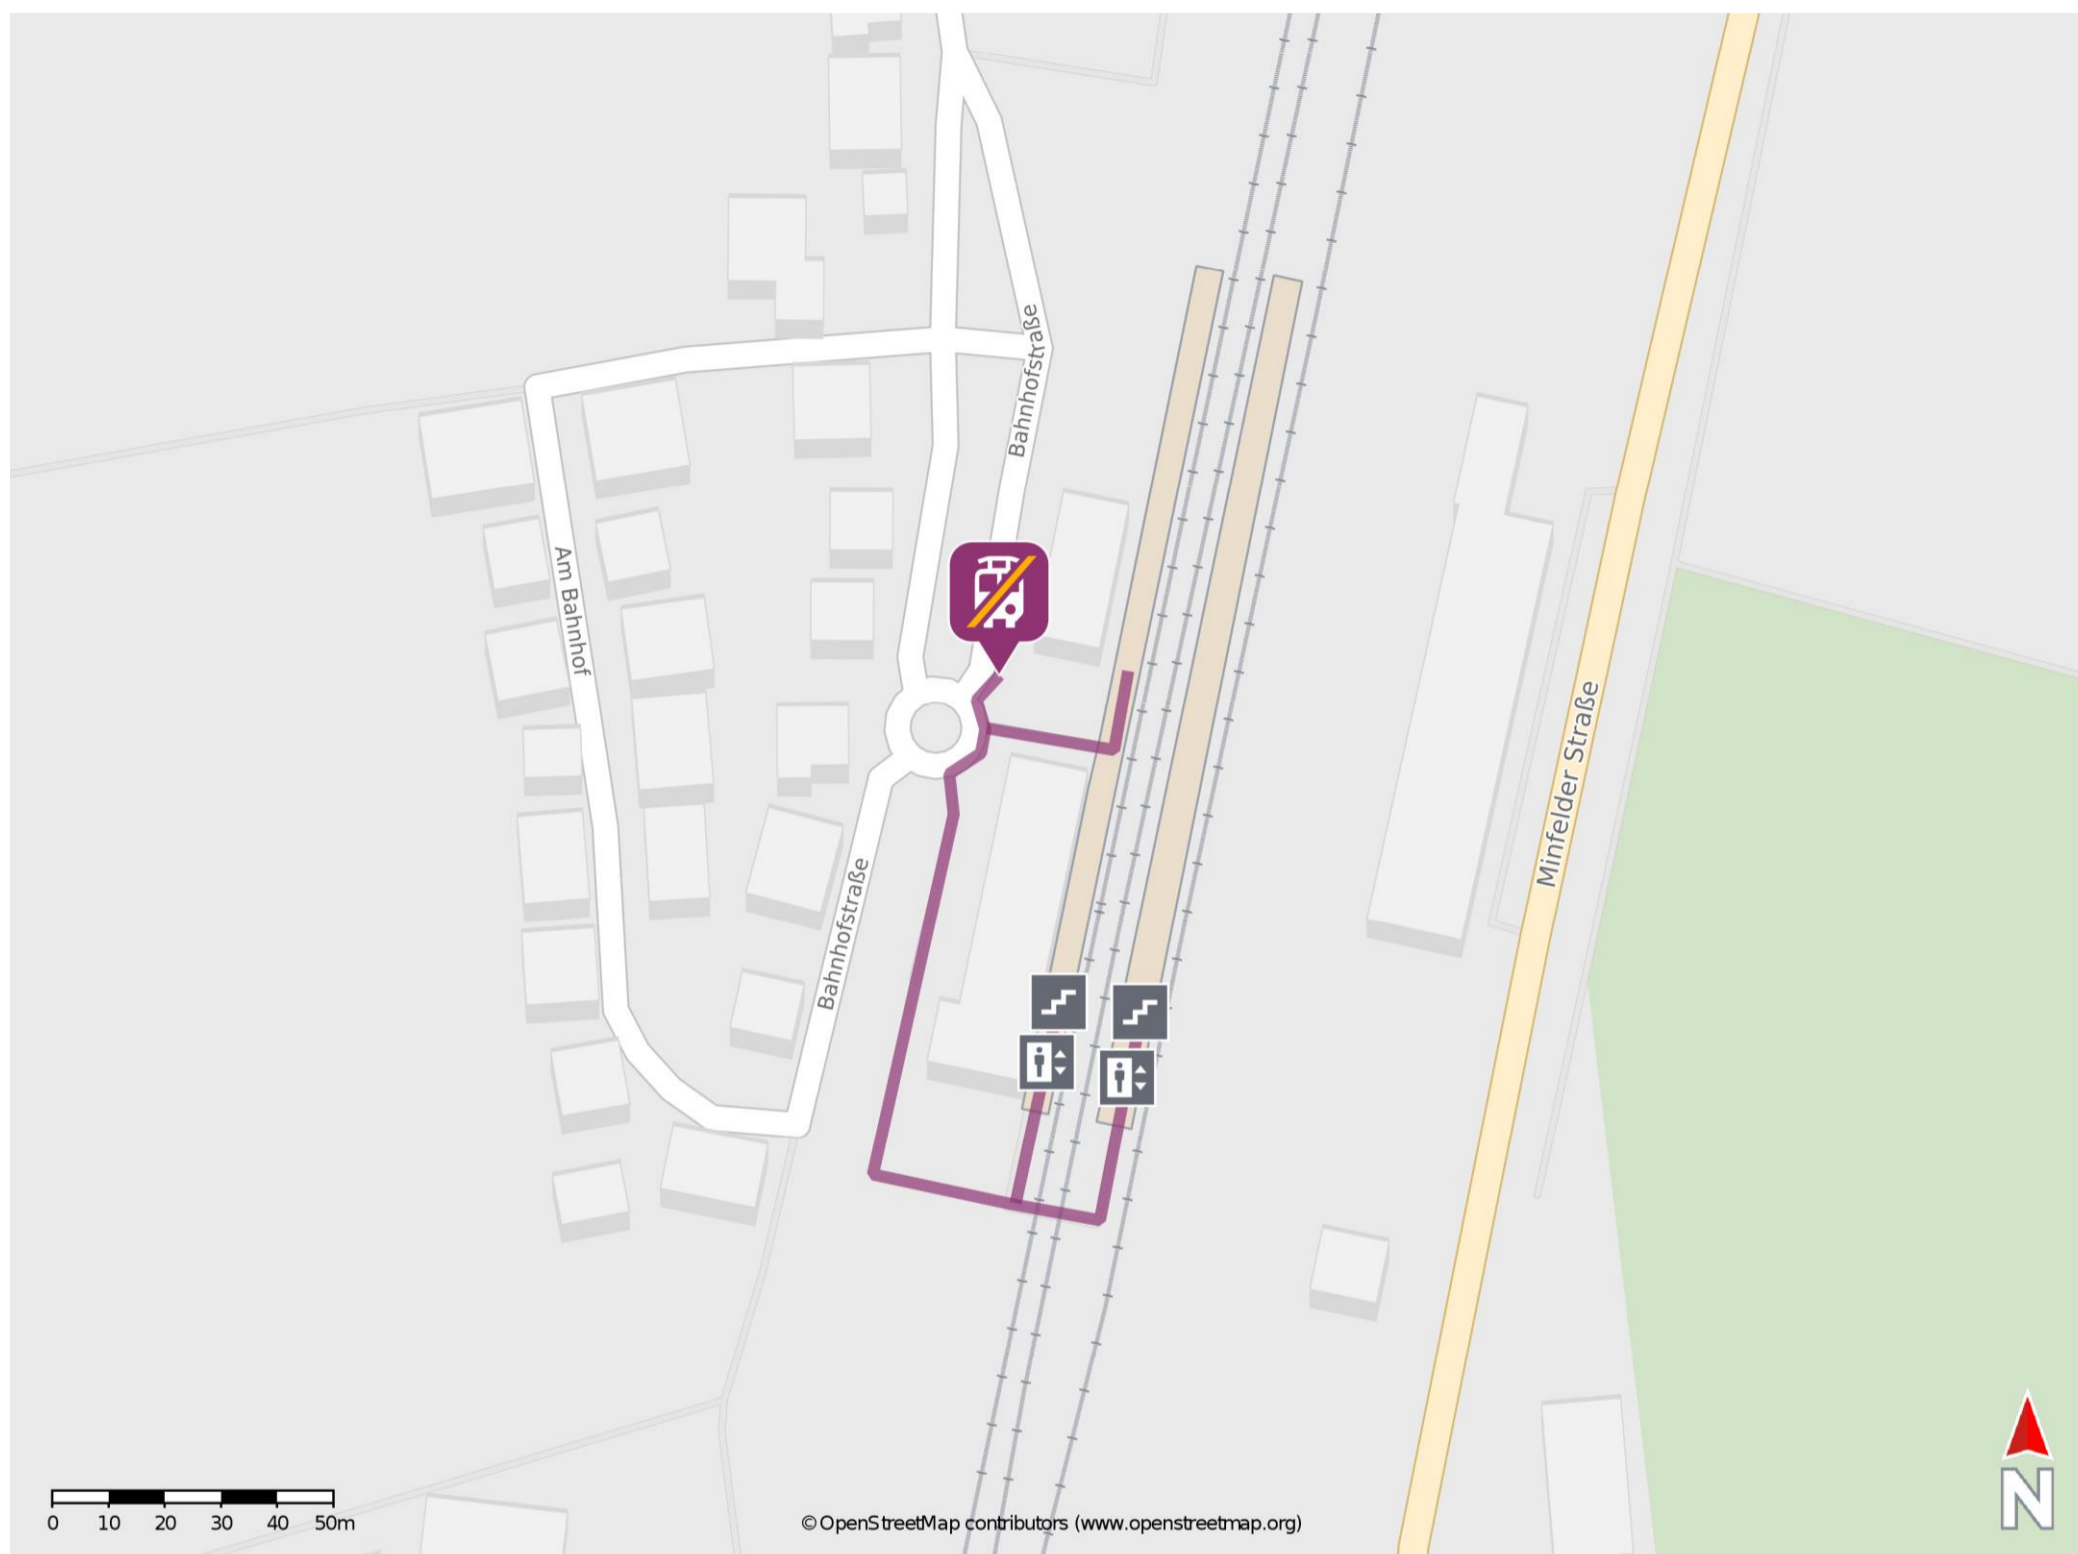 Bahnhofstraße
Am Bahnhof
Minfelder Straße
Bahnhofstraße
0 10 20 30 40 50m
© OpenStreetMap contributors (www.openstreetmap.org)
N